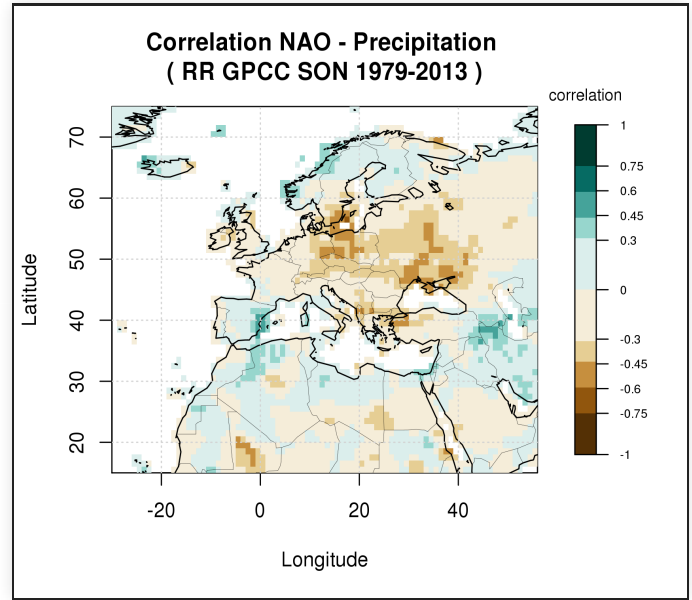 Correlation NAO - Precipitation
( RR GPCC SON 1979-2013 )
correlation
1
0.75
0.6
0.45
0.3
0
-0.3
-0.45
-0.6
-0.75
-1
Latitude
70
60
50
40
30
20
-20 0 20 40
Longitude